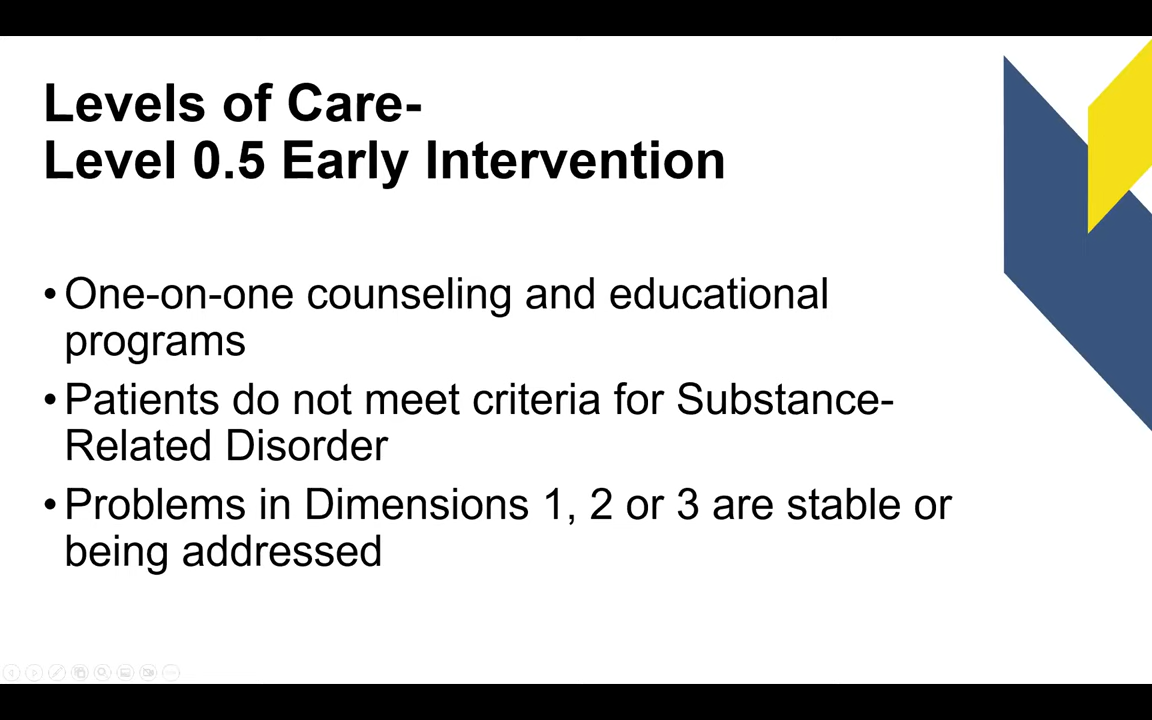 Levels of Care-
Level 0.5 Early Intervention
•One-on-one counseling and educational
programs
•Patients do not meet criteria for Substance-
Related Disorder
•Problems in Dimensions 1, 2 or 3 are stable or
being addressed